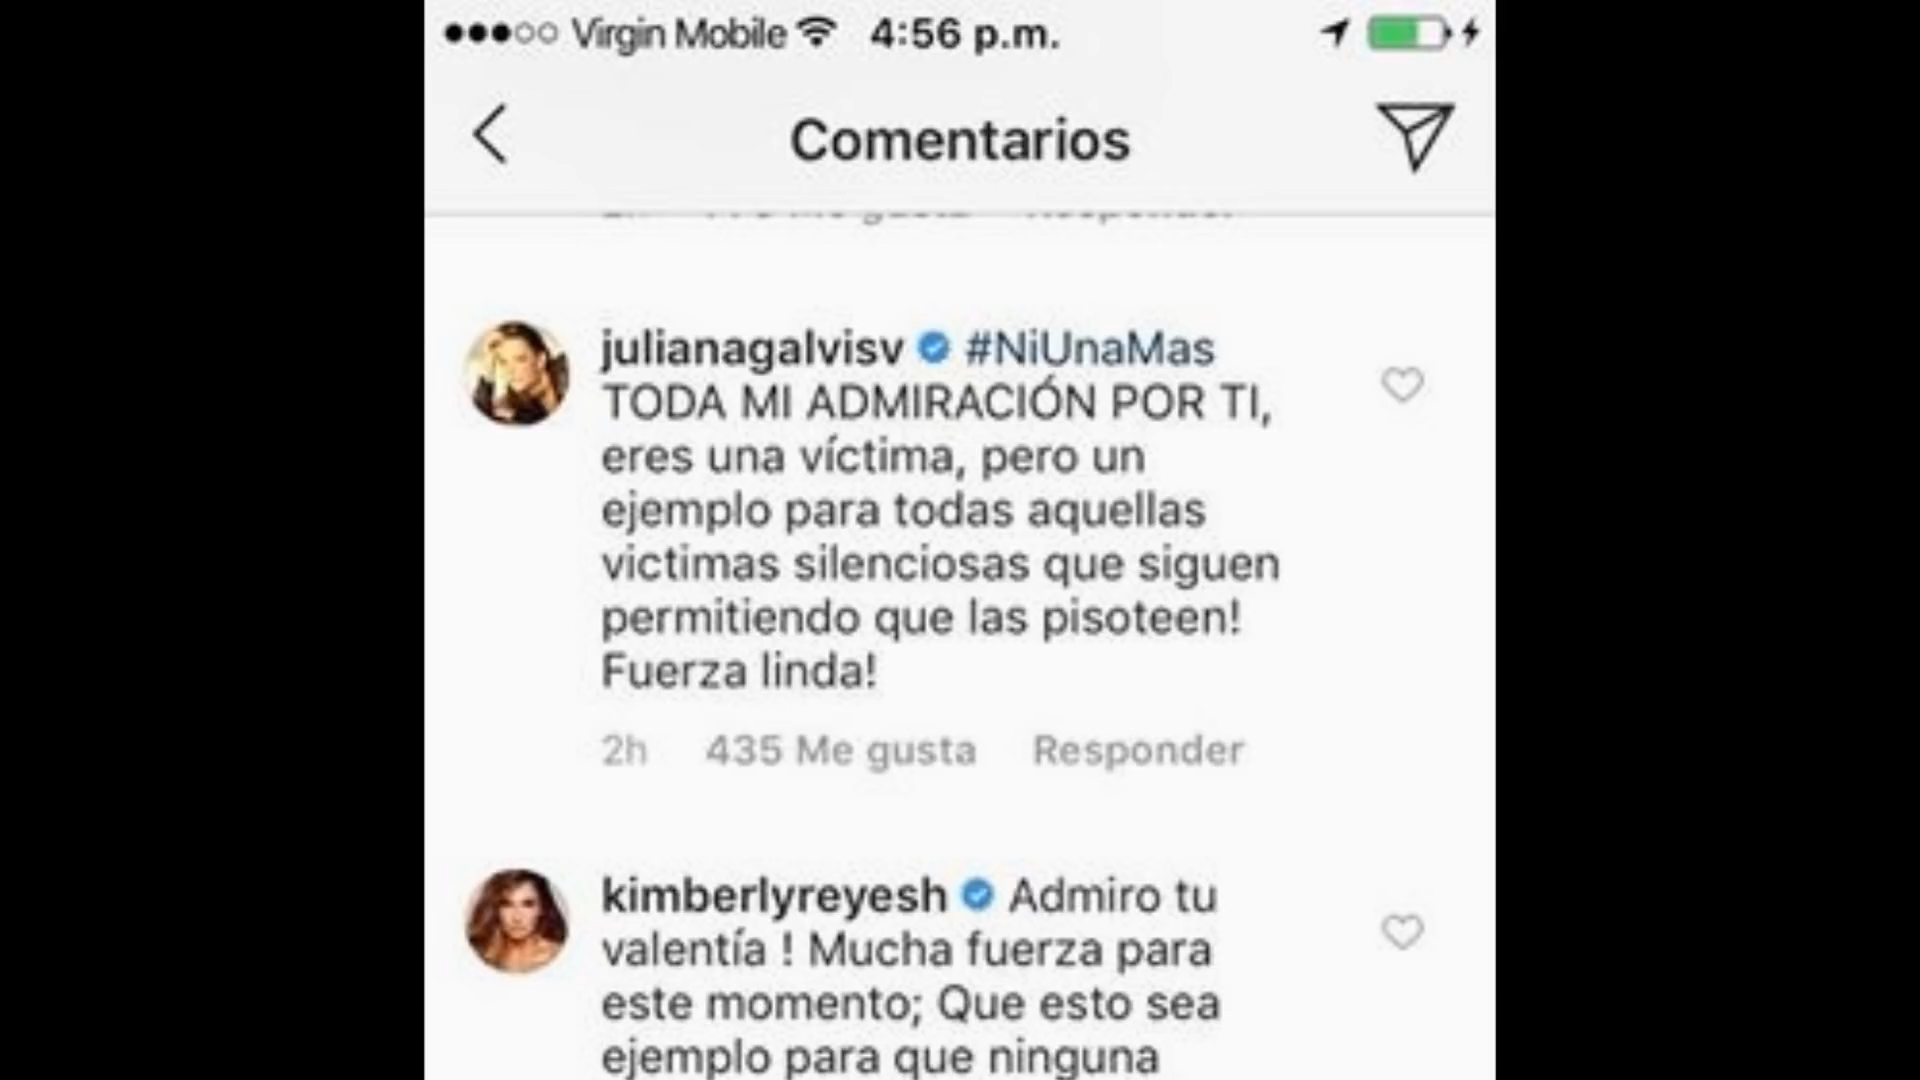 Virgin Mobile 4:56 p.m.
Comentarios
julianagalvisv #NiUnaMas
TODA MI ADMIRACIÓN POR TI,
eres una víctima, pero un
ejemplo para todas aquellas
victimas silenciosas que siguen
permitiendo que las pisoteen!
Fuerza linda!
2h 435 Me gusta Responder
kimberlyreyesh Admiro tu
valentía ! Mucha fuerza para
este momento; Que esto sea
ejemplo para que ninguna